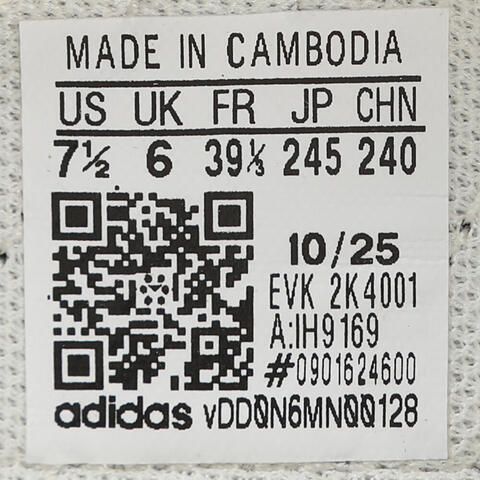 MADE IN CAMBODIA
US UK FR JP CHN
7½ 6 39⅓ 245 240
10/25
EVK 2K4001
A:IH9169
#0901624600
adidas vDD0N6MN00128